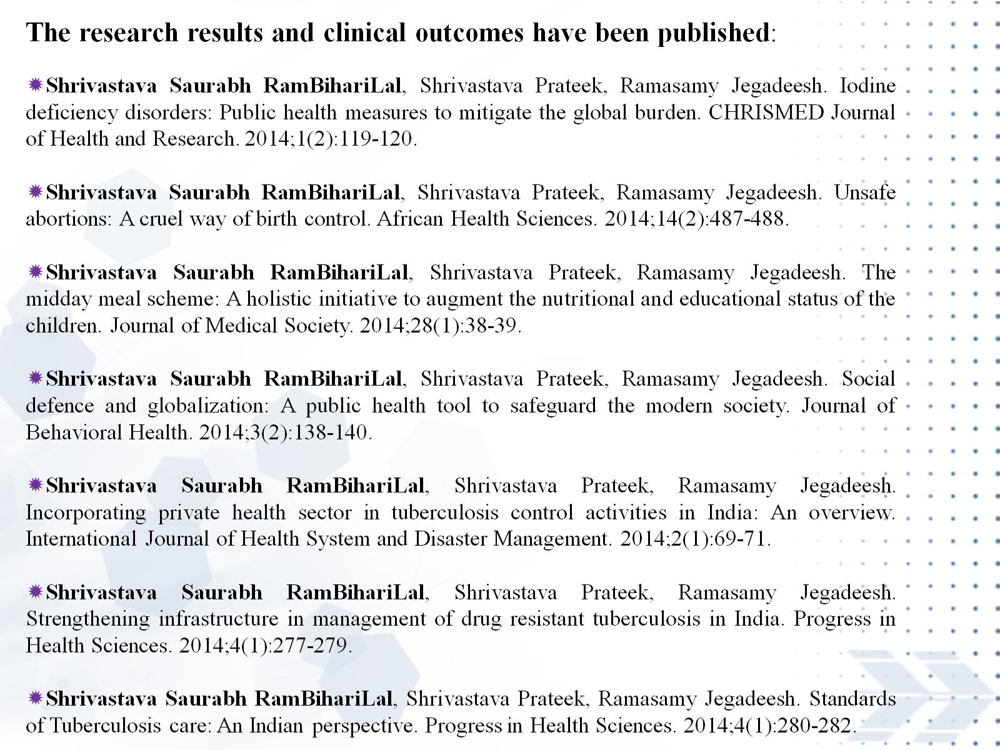 The research results and clinical outcomes have been published:
✹Shrivastava Saurabh RamBihariLal, Shrivastava Prateek, Ramasamy Jegadeesh. Iodine
deficiency disorders: Public health measures to mitigate the global burden. CHRISMED Journal
of Health and Research. 2014;1(2):119-120.
✹Shrivastava Saurabh RamBihariLal, Shrivastava Prateek, Ramasamy Jegadeesh. Unsafe
abortions: A cruel way of birth control. African Health Sciences. 2014;14(2):487-488.
✹Shrivastava Saurabh RamBihariLal, Shrivastava Prateek, Ramasamy Jegadeesh. The
midday meal scheme: A holistic initiative to augment the nutritional and educational status of the
children. Journal of Medical Society. 2014;28(1):38-39.
✹Shrivastava Saurabh RamBihariLal, Shrivastava Prateek, Ramasamy Jegadeesh. Social
defence and globalization: A public health tool to safeguard the modern society. Journal of
Behavioral Health. 2014;3(2):138-140.
✹Shrivastava Saurabh RamBihariLal, Shrivastava Prateek, Ramasamy Jegadeesh.
Incorporating private health sector in tuberculosis control activities in India: An overview.
International Journal of Health System and Disaster Management. 2014;2(1):69-71.
✹Shrivastava Saurabh RamBihariLal, Shrivastava Prateek, Ramasamy Jegadeesh.
Strengthening infrastructure in management of drug resistant tuberculosis in India. Progress in
Health Sciences. 2014;4(1):277-279.
✹Shrivastava Saurabh RamBihariLal, Shrivastava Prateek, Ramasamy Jegadeesh. Standards
of Tuberculosis care: An Indian perspective. Progress in Health Sciences. 2014;4(1):280-282.